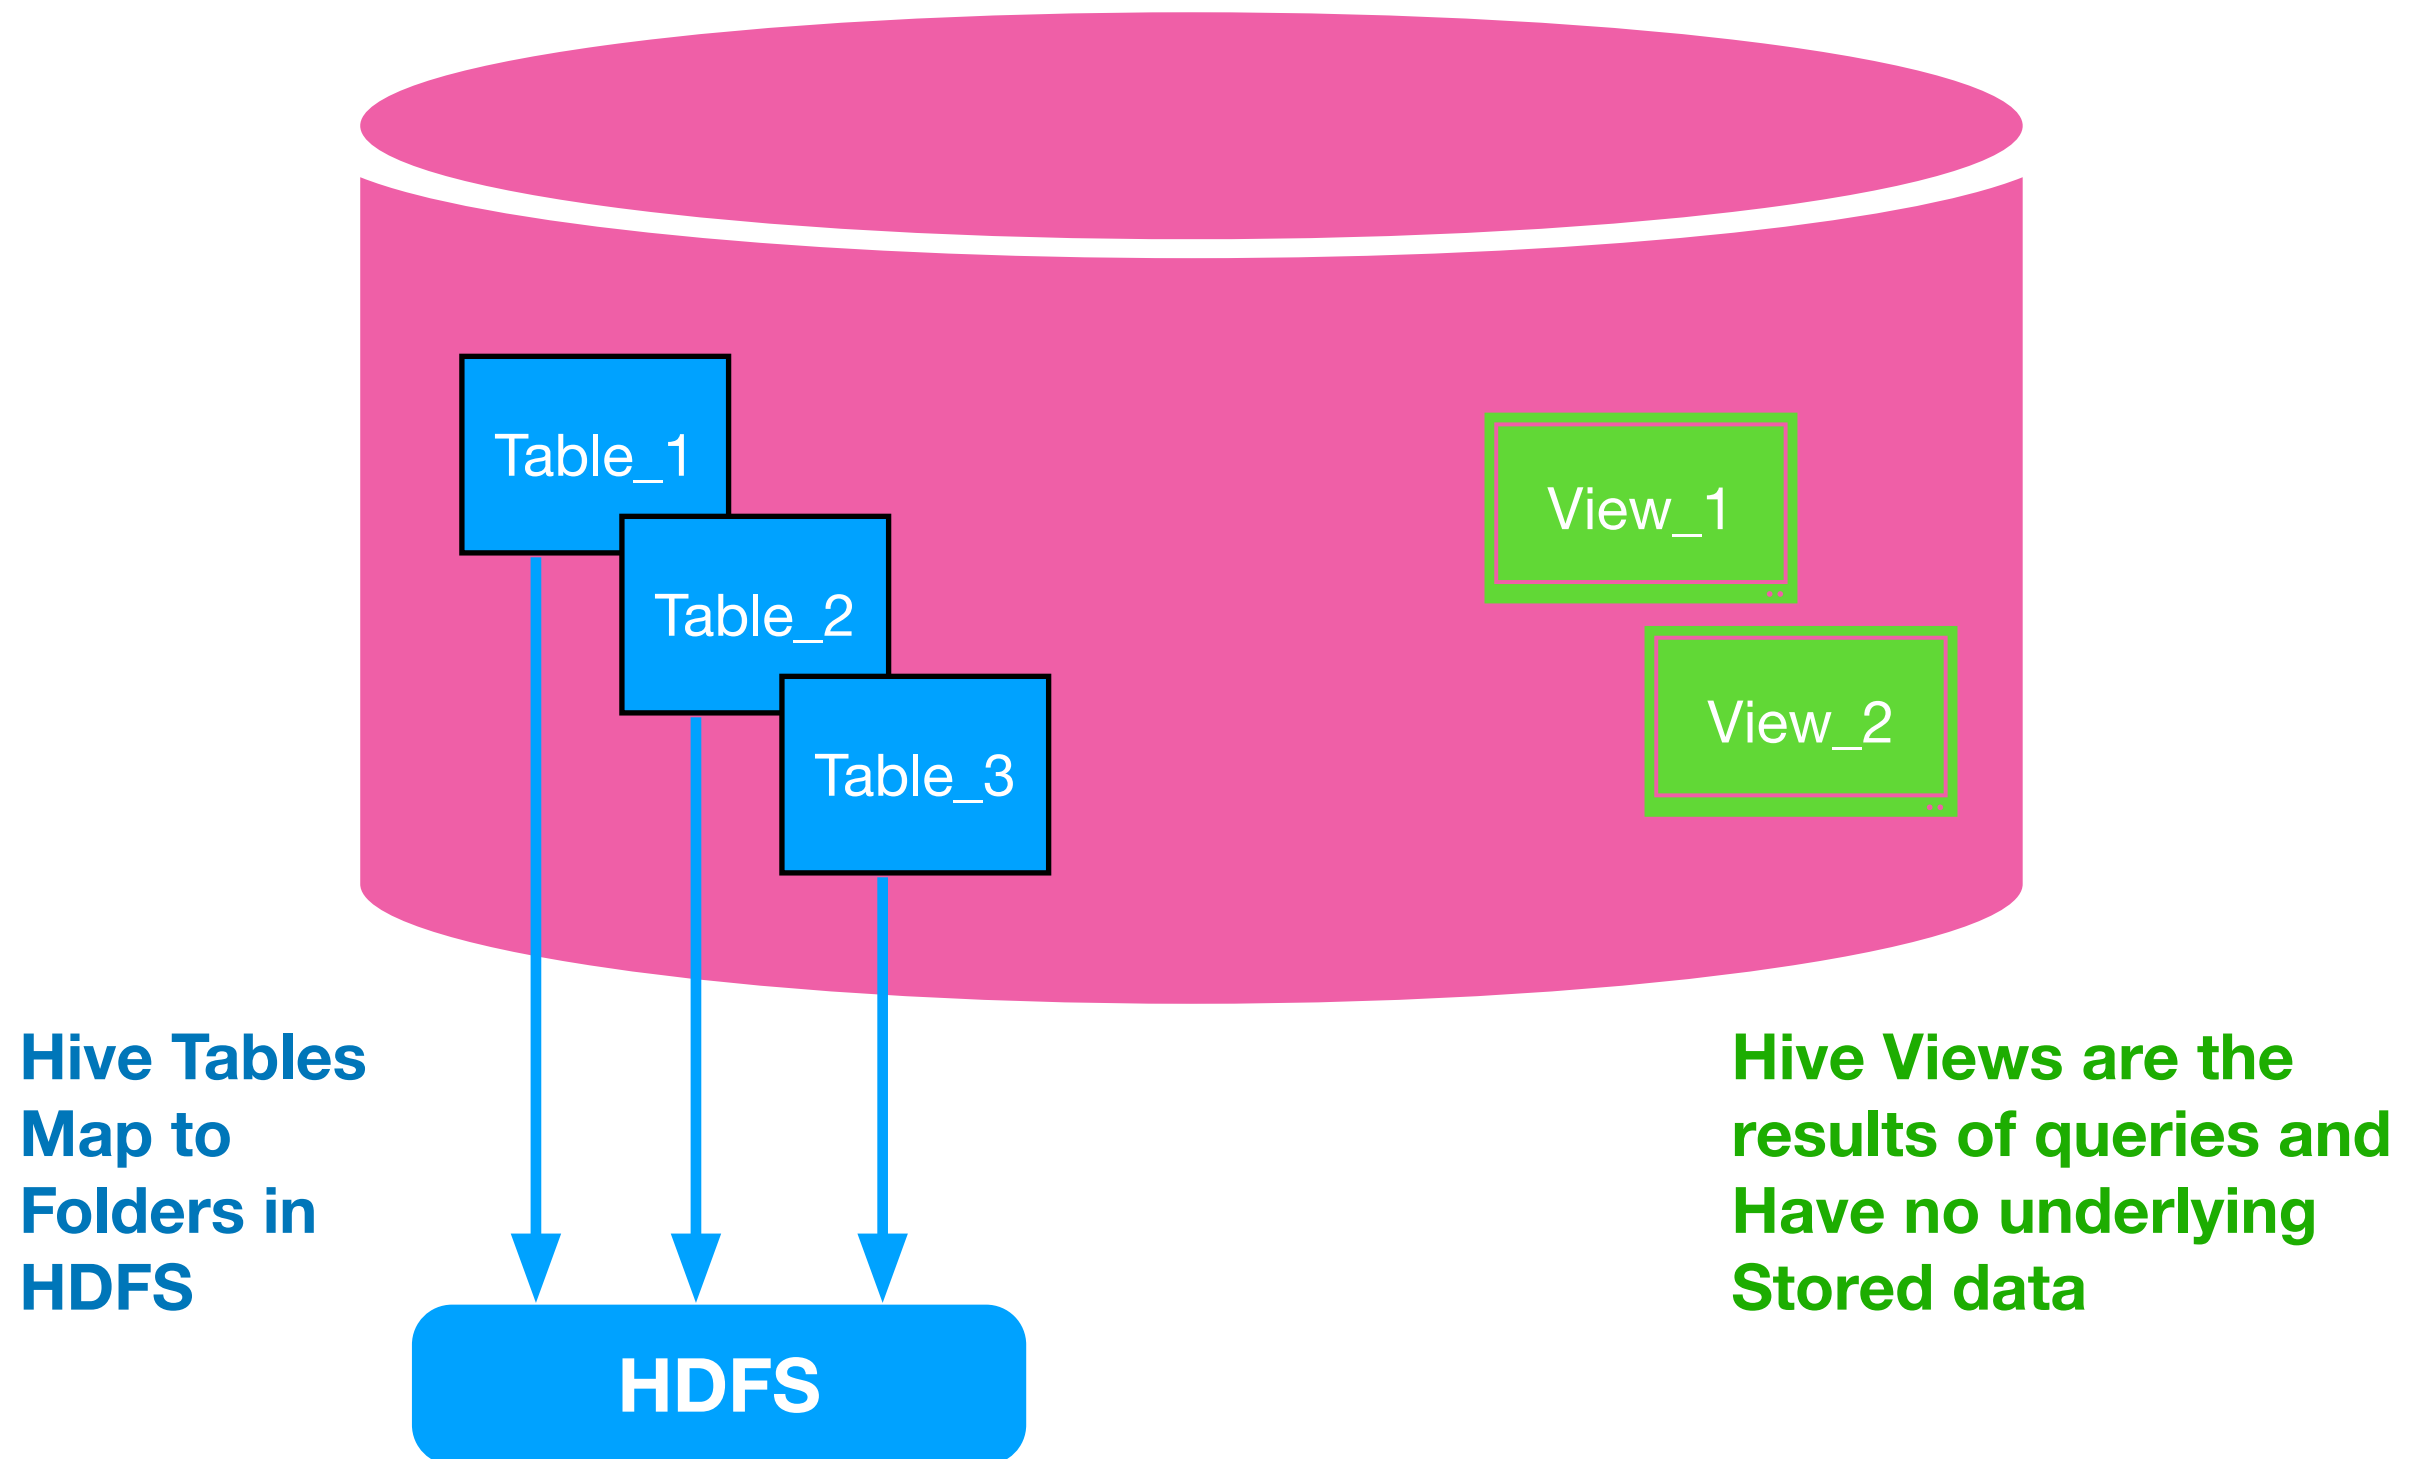 Table_1
Table_2
Table_3
View_1
View_2
Hive Tables
Map to
Folders in
HDFS
Hive Views are the
results of queries and
Have no underlying
Stored data
HDFS